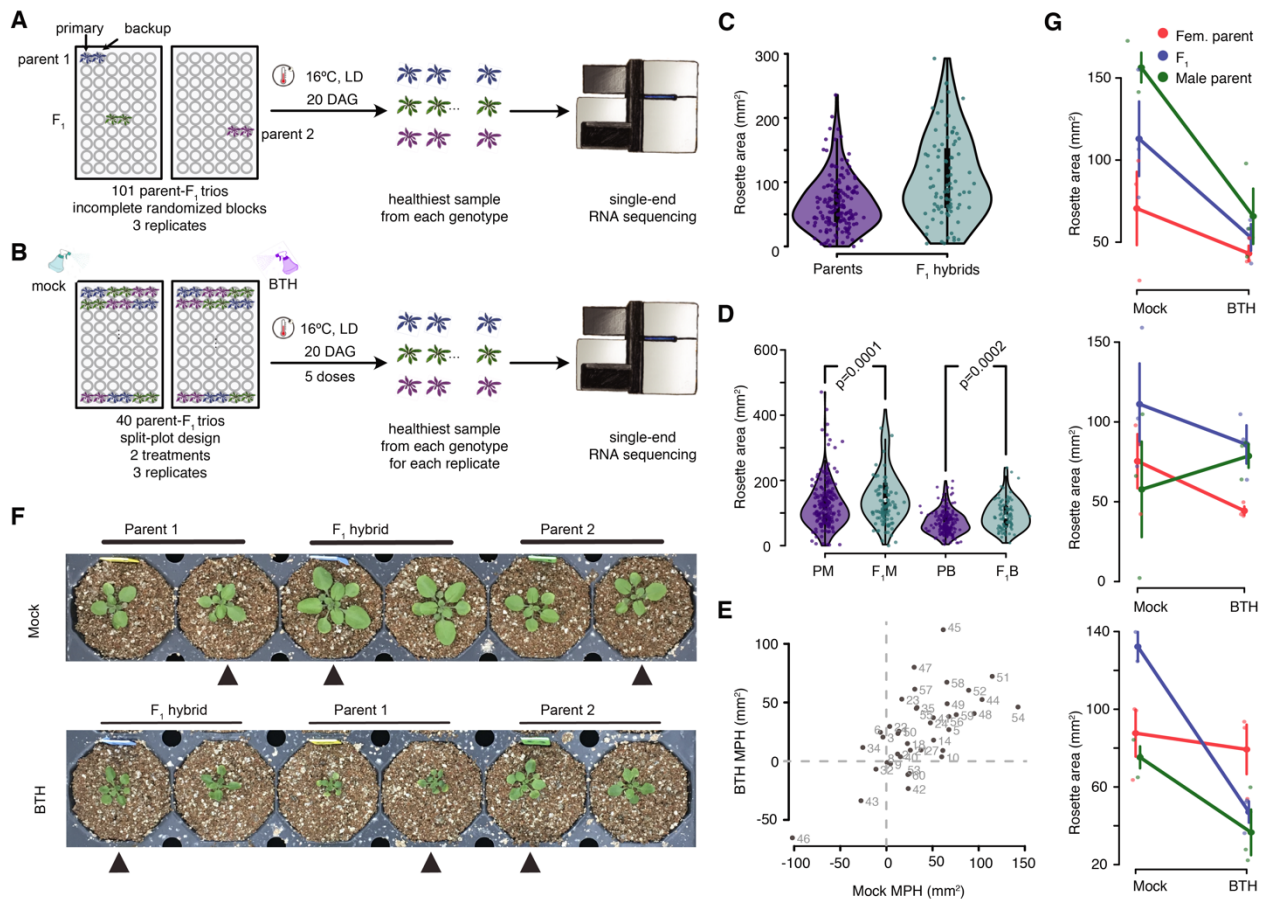 A
primary
backup
parent 1
F1
parent 2
101 parent-F1 trios
incomplete randomized blocks
3 replicates
16ºC, LD
20 DAG
...
healthiest sample
from each genotype
single-end
RNA sequencing
B
mock
BTH
40 parent-F1 trios
split-plot design
2 treatments
3 replicates
16ºC, LD
20 DAG
5 doses
...
healthiest sample
from each genotype
for each replicate
single-end
RNA sequencing
F
Parent 1
F1 hybrid
Parent 2
Mock
F1 hybrid
Parent 1
Parent 2
BTH
C
Rosette area (mm2)
300
200
100
0
Parents
F1 hybrids
D
Rosette area (mm2)
600
400
200
0
p=0.0001
p=0.0002
PM
F1M
PB
F1B
E
BTH MPH (mm2)
100
50
0
-50
45
47
51
57
58
52
23
49
44
35
55
59
48
54
56
24
5
6
22
50
3
34
18
14
27
10
40
9
32
53
60
42
43
46
-100
-50
0
50
100
150
Mock MPH (mm2)
G
Fem. parent
F1
Male parent
Rosette area (mm2)
150
100
50
Mock
BTH
Rosette area (mm2)
150
100
50
0
Mock
BTH
Rosette area (mm2)
140
100
60
20
Mock
BTH